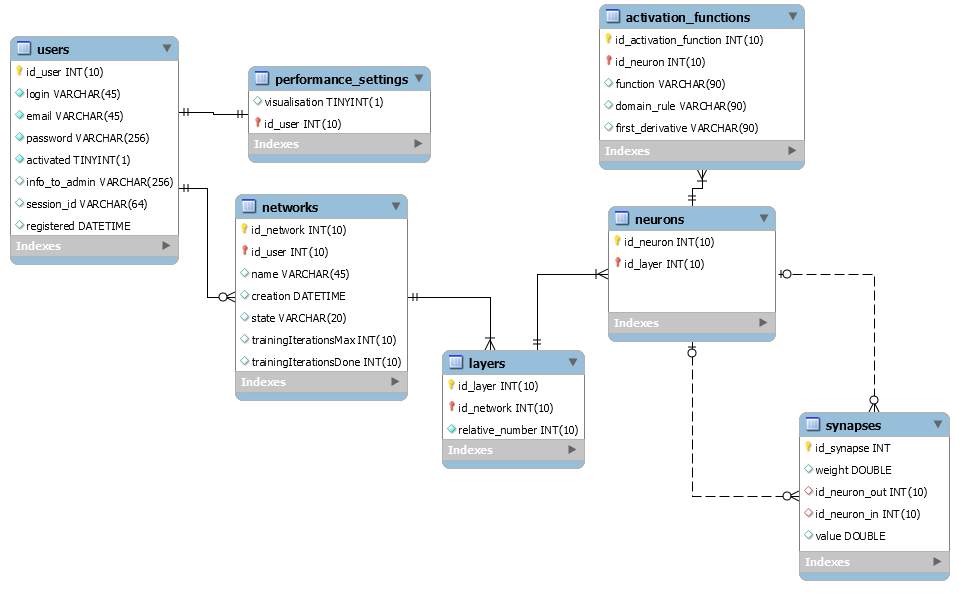 users
id_user INT(10)
login VARCHAR(45)
email VARCHAR(45)
password VARCHAR(256)
activated TINYINT(1)
info_to_admin VARCHAR(256)
session_id VARCHAR(64)
registered DATETIME
Indexes
performance_settings
visualisation TINYINT(1)
id_user INT(10)
Indexes
networks
id_network INT(10)
id_user INT(10)
name VARCHAR(45)
creation DATETIME
state VARCHAR(20)
trainingIterationsMax INT(10)
trainingIterationsDone INT(10)
Indexes
layers
id_layer INT(10)
id_network INT(10)
relative_number INT(10)
Indexes
activation_functions
id_activation_function INT(10)
id_neuron INT(10)
function VARCHAR(90)
domain_rule VARCHAR(90)
first_derivative VARCHAR(90)
Indexes
neurons
id_neuron INT(10)
id_layer INT(10)
Indexes
synapses
id_synapse INT
weight DOUBLE
id_neuron_out INT(10)
id_neuron_in INT(10)
value DOUBLE
Indexes